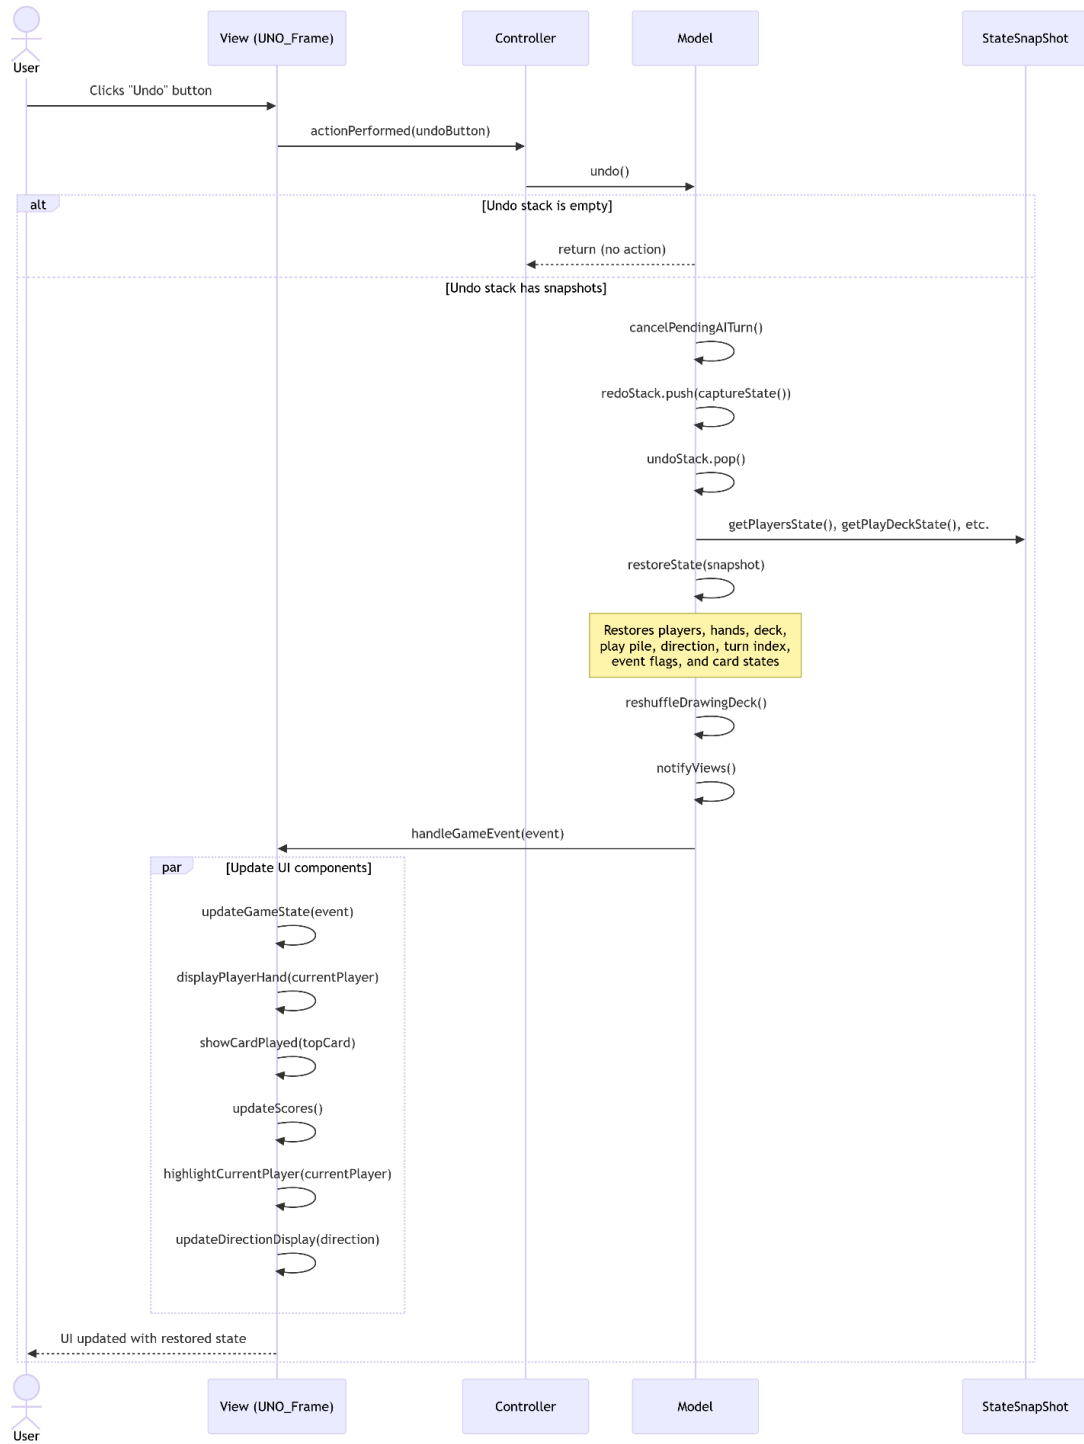 User
View (UNO_Frame)
Controller
Model
StateSnapShot
Clicks "Undo" button
actionPerformed(undoButton)
undo()
alt
[Undo stack is empty]
return (no action)
[Undo stack has snapshots]
cancelPendingAITurn()
redoStack.push(captureState())
undoStack.pop()
getPlayersState(), getPlayDeckState(), etc.
restoreState(snapshot)
Restores players, hands, deck,
play pile, direction, turn index,
event flags, and card states
reshuffleDrawingDeck()
notifyViews()
handleGameEvent(event)
par
[Update UI components]
updateGameState(event)
displayPlayerHand(currentPlayer)
showCardPlayed(topCard)
updateScores()
highlightCurrentPlayer(currentPlayer)
updateDirectionDisplay(direction)
UI updated with restored state
User
View (UNO_Frame)
Controller
Model
StateSnapShot